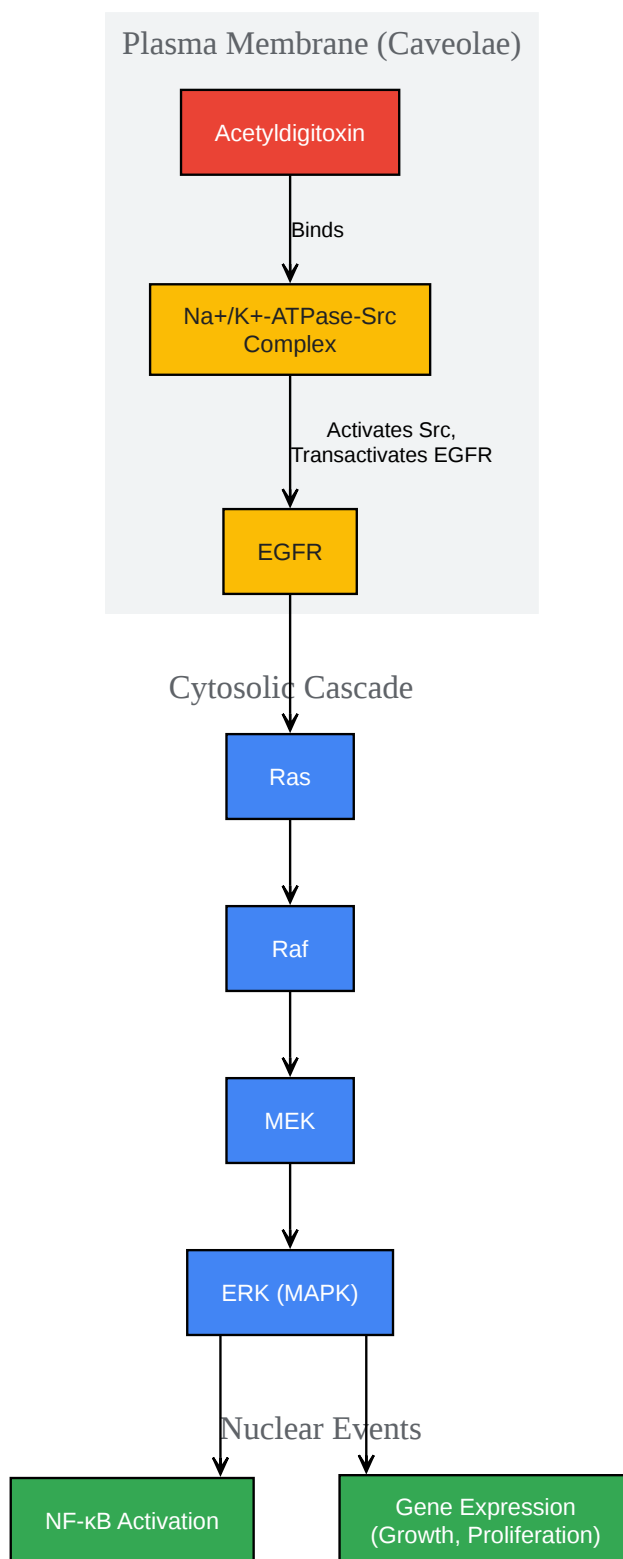 Plasma Membrane (Caveolae)
Acetyldigitoxin
Binds
Na+/K+-ATPase-Src
Complex
Activates Src,
Transactivates EGFR
EGFR
Cytosolic Cascade
Ras
Raf
MEK
ERK (MAPK)
Nuclear Events
NF-κB Activation
Gene Expression
(Growth, Proliferation)